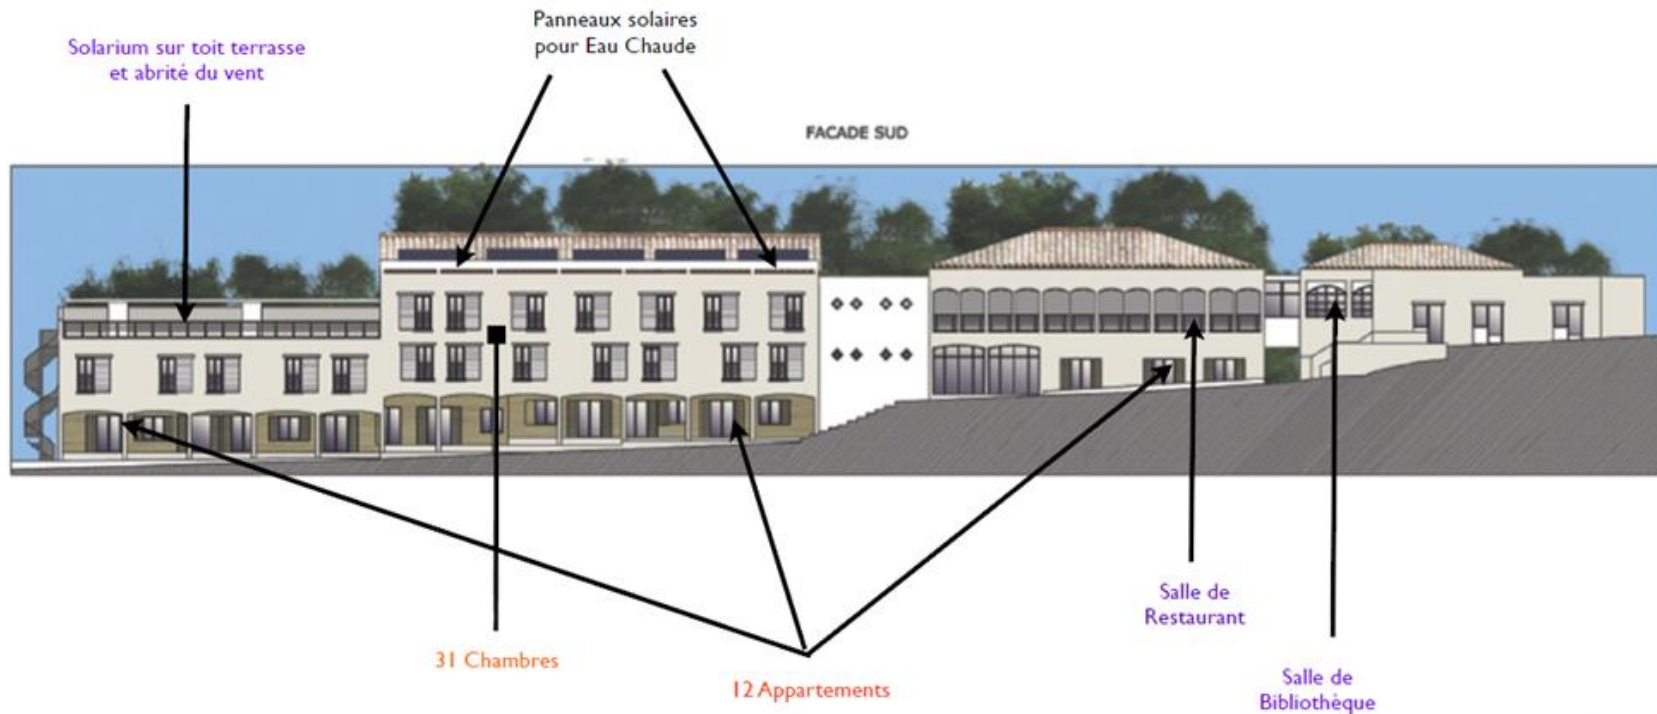 Panneaux solaires
pour Eau Chaude
Solarium sur toit terrasse
et abrité du vent
FACADE SUD
Salle de
Restaurant
31 Chambres
12 Appartements
Salle de
Bibliothèque